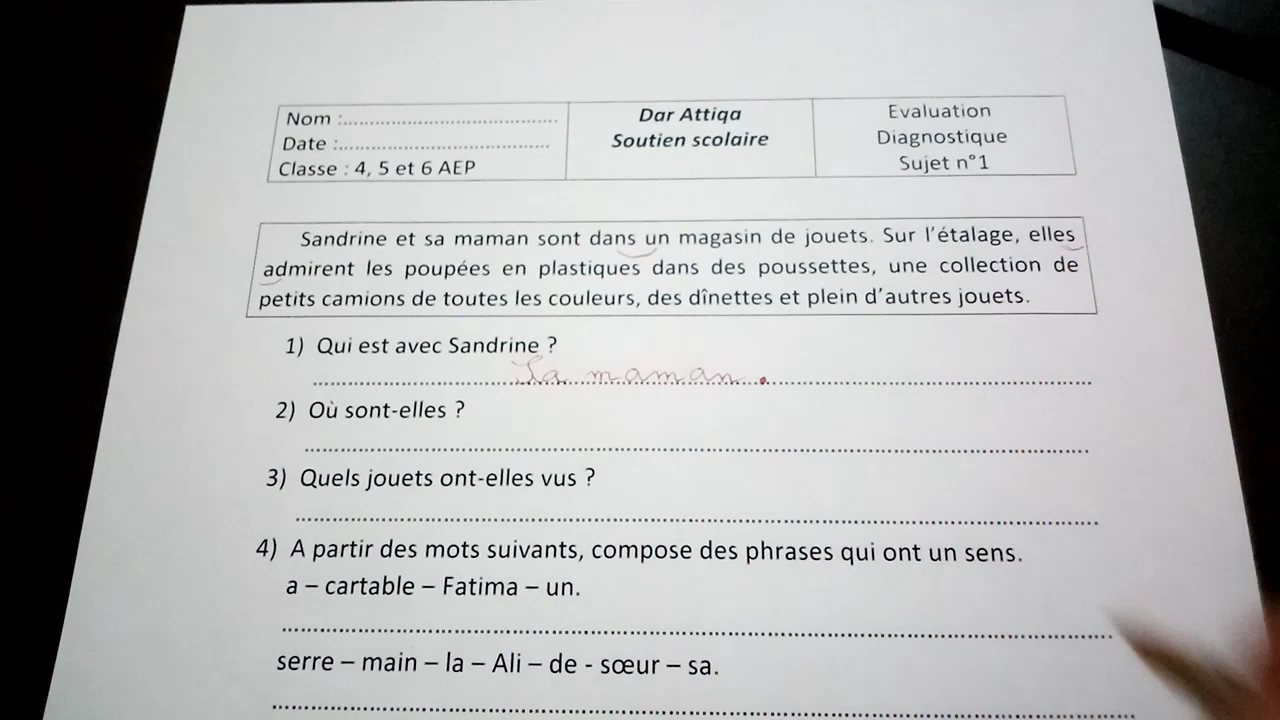 Nom :..........................................
Date :..........................................
Classe : 4, 5 et 6 AEP
Dar Attiqa
Soutien scolaire
Evaluation
Diagnostique
Sujet n°1
Sandrine et sa maman sont dans un magasin de jouets. Sur l'étalage, elles
admirent les poupées en plastiques dans des poussettes, une collection de
petits camions de toutes les couleurs, des dînettes et plein d'autres jouets.
1) Qui est avec Sandrine ?
Sa maman.
2) Où sont-elles ?
3) Quels jouets ont-elles vus ?
4) A partir des mots suivants, compose des phrases qui ont un sens.
a – cartable – Fatima – un.
serre – main – la – Ali – de - sœur – sa.